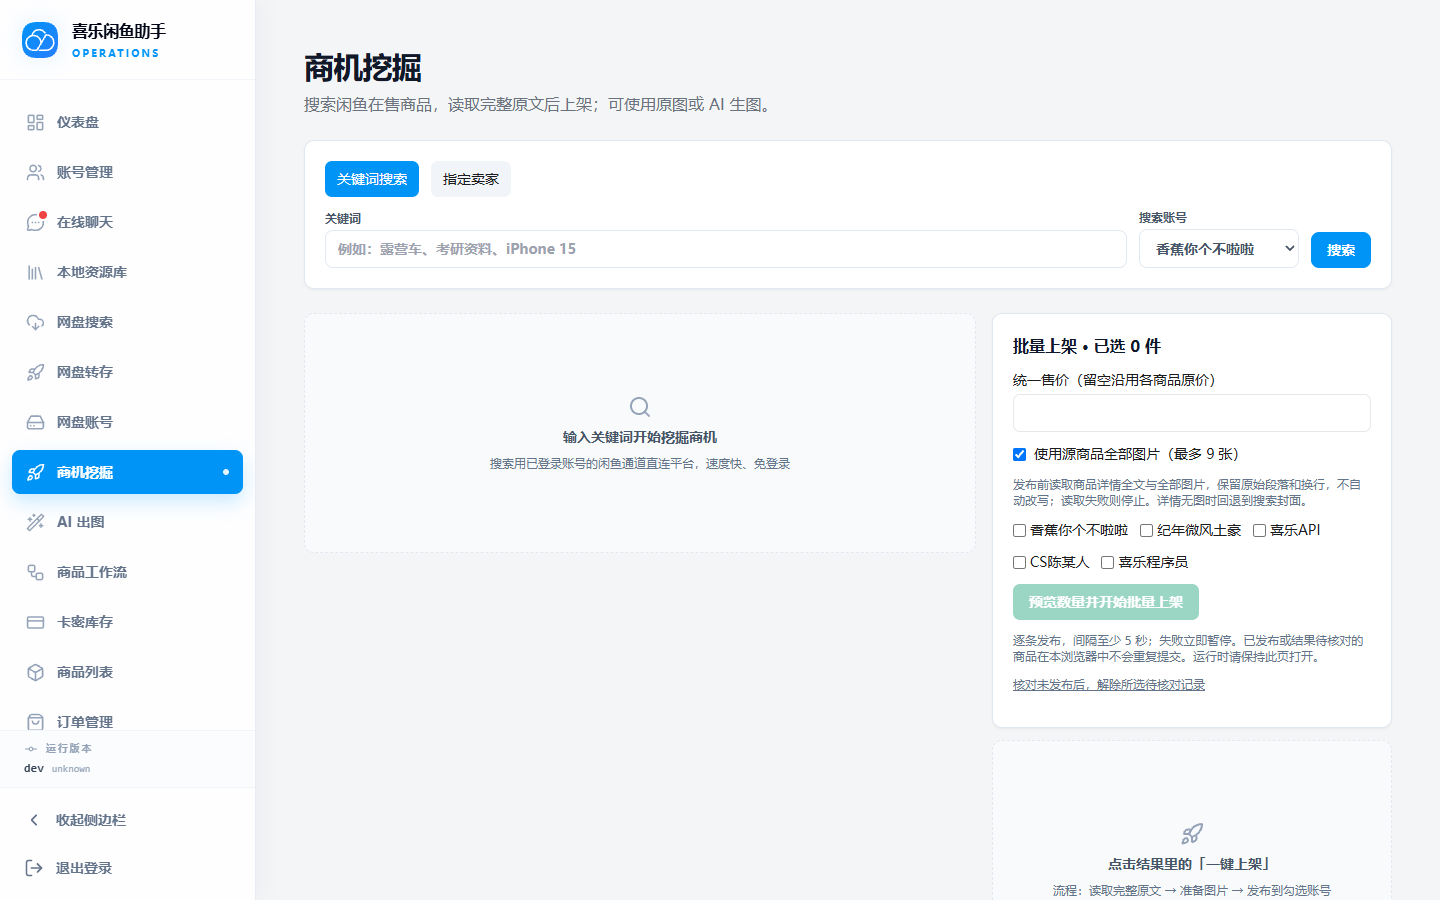 喜乐闲鱼助手
OPERATIONS
仪表盘
账号管理
在线聊天
本地资源库
网盘搜索
网盘转存
网盘账号
商机挖掘
AI 出图
商品工作流
卡密库存
商品列表
订单管理
运行版本
dev unknown
收起侧边栏
退出登录
商机挖掘
搜索闲鱼在售商品，读取完整原文后上架；可使用原图或 AI 生图。
关键词搜索 指定卖家
关键词
例如：露营车、考研资料、iPhone 15
搜索账号
香蕉你个不啦啦
搜索
输入关键词开始挖掘商机
搜索用已登录账号的闲鱼通道直连平台，速度快、免登录
批量上架 • 已选 0 件
统一售价（留空沿用各商品原价）
使用源商品全部图片（最多 9 张）
发布前读取商品详情全文与全部图片，保留原始段落和换行，不自
动改写；读取失败则停止。详情无图时回退到搜索封面。
香蕉你个不啦啦 纪年微风土豪 喜乐API
CS陈某人 喜乐程序员
预览数量并开始批量上架
逐条发布，间隔至少 5 秒；失败立即暂停。已发布或结果待核对的
商品在本浏览器中不会重复提交。运行时请保持此页打开。
核对未发布后，解除所选待核对记录
点击结果里的「一键上架」
流程：读取完整原文 → 准备图片 → 发布到勾选账号